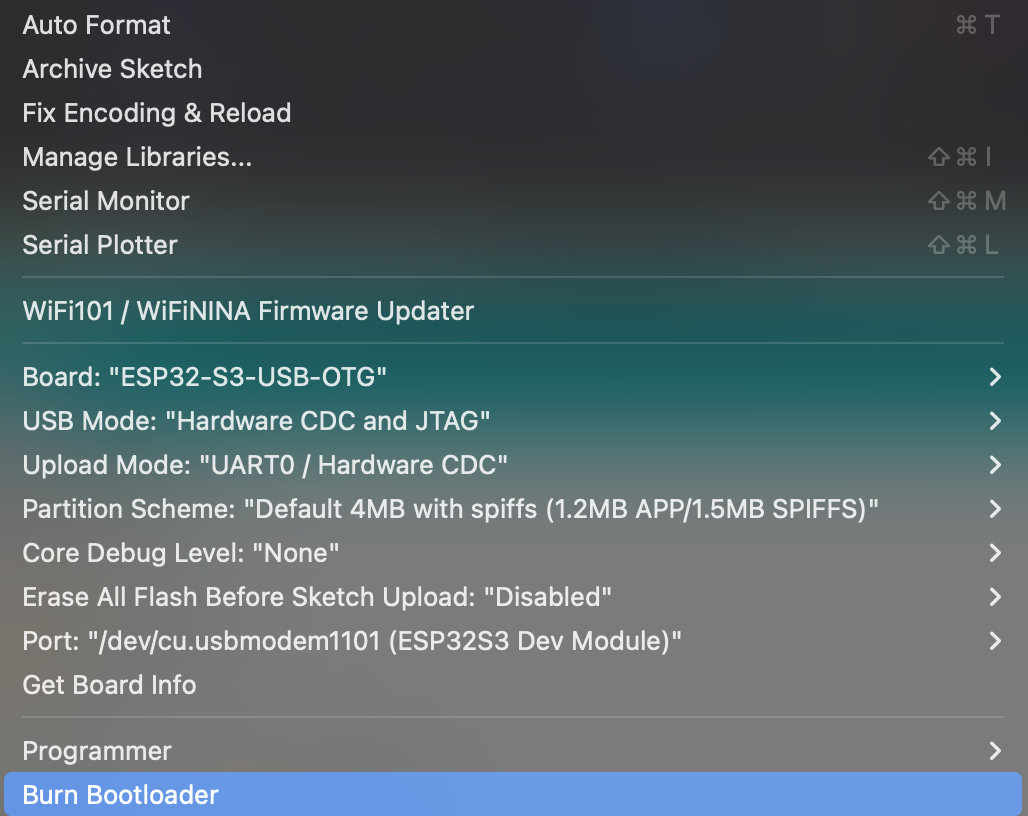 Auto Format ⌘ T
Archive Sketch
Fix Encoding & Reload
Manage Libraries... ⇧ ⌘ I
Serial Monitor ⇧ ⌘ M
Serial Plotter ⇧ ⌘ L
WiFi101 / WiFiNINA Firmware Updater
Board: "ESP32-S3-USB-OTG"
USB Mode: "Hardware CDC and JTAG"
Upload Mode: "UART0 / Hardware CDC"
Partition Scheme: "Default 4MB with spiffs (1.2MB APP/1.5MB SPIFFS)"
Core Debug Level: "None"
Erase All Flash Before Sketch Upload: "Disabled"
Port: "/dev/cu.usbmodem1101 (ESP32S3 Dev Module)"
Get Board Info
Programmer
Burn Bootloader